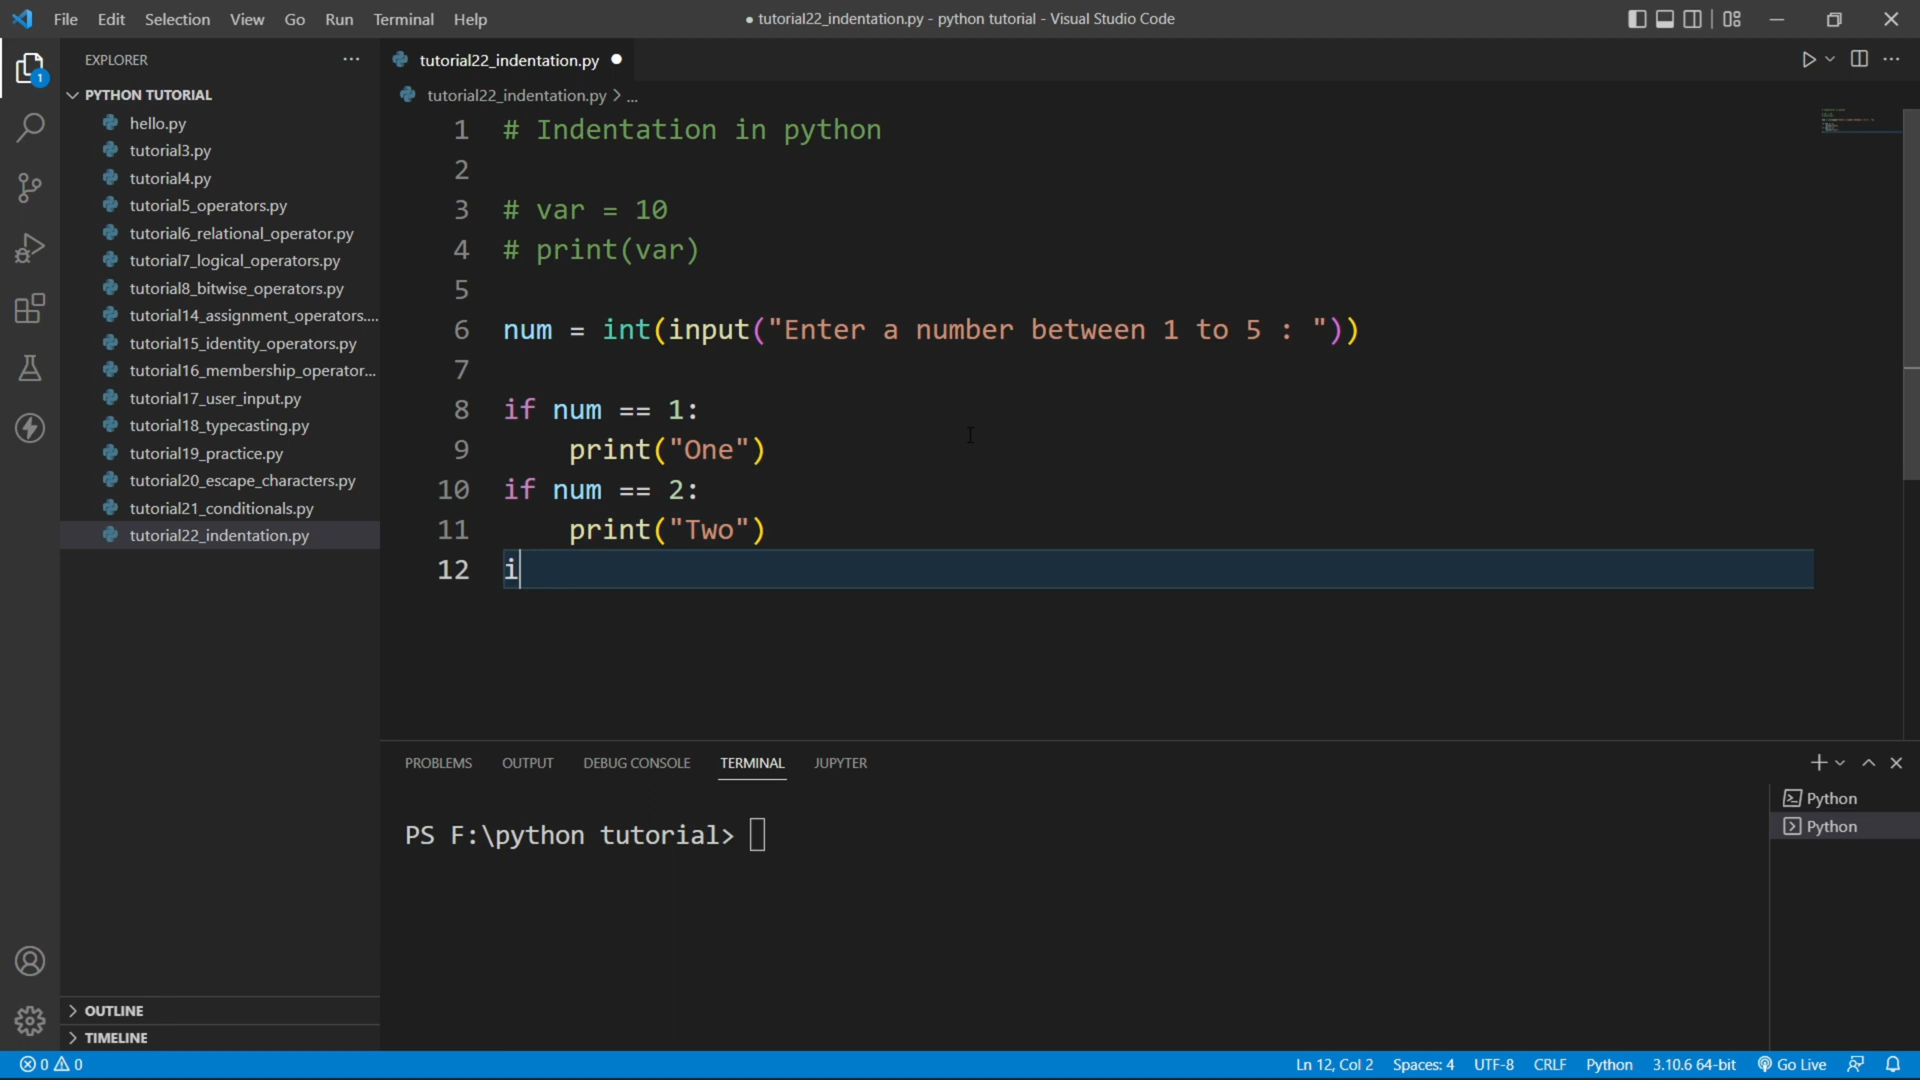 File Edit Selection View Go Run Terminal Help
● tutorial22_indentation.py - python tutorial - Visual Studio Code
EXPLORER
PYTHON TUTORIAL
hello.py
tutorial3.py
tutorial4.py
tutorial5_operators.py
tutorial6_relational_operator.py
tutorial7_logical_operators.py
tutorial8_bitwise_operators.py
tutorial14_assignment_operators....
tutorial15_identity_operators.py
tutorial16_membership_operator...
tutorial17_user_input.py
tutorial18_typecasting.py
tutorial19_practice.py
tutorial20_escape_characters.py
tutorial21_conditionals.py
tutorial22_indentation.py
OUTLINE
TIMELINE
1
tutorial22_indentation.py
tutorial22_indentation.py > ...
1 # Indentation in python
2
3 # var = 10
4 # print(var)
5
6 num = int(input("Enter a number between 1 to 5 : "))
7
8 if num == 1:
9     print("One")
10 if num == 2:
11     print("Two")
12 i
PROBLEMS OUTPUT DEBUG CONSOLE TERMINAL JUPYTER
PS F:\python tutorial>
Python
Python
0 0
Ln 12, Col 2 Spaces: 4 UTF-8 CRLF Python 3.10.6 64-bit Go Live